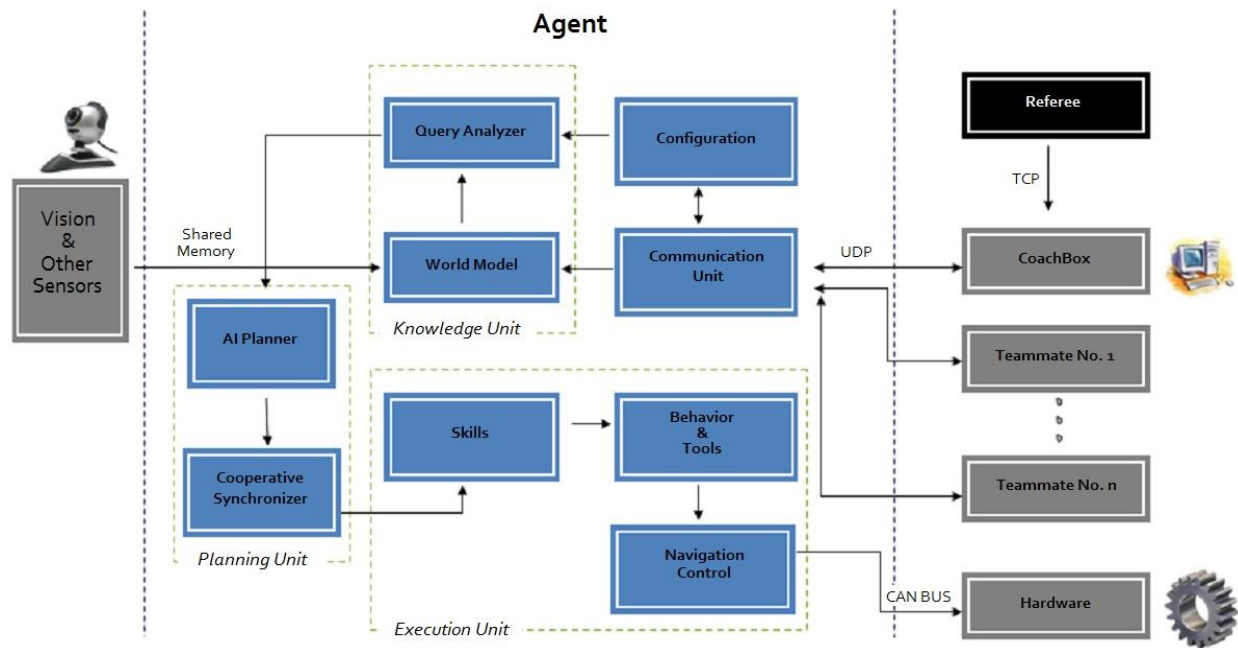 Agent
Referee
Query Analyzer
Configuration
TCP
Vision
&
Other
Sensors
Shared
Memory
World Model
Communication
Unit
UDP
CoachBox
Knowledge Unit
AI Planner
Teammate No. 1
Skills
Behavior
&
Tools
Cooperative
Synchronizer
Teammate No. n
Planning Unit
Navigation
Control
CAN BUS
Hardware
Execution Unit